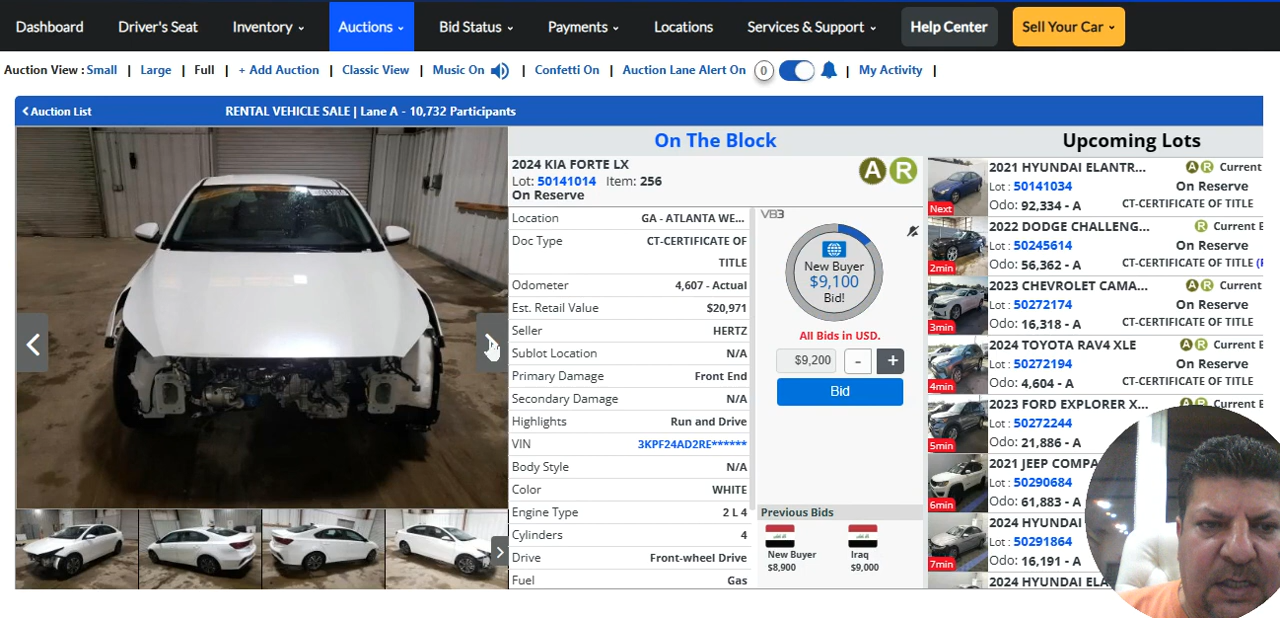 Dashboard Driver's Seat Inventory Auctions Bid Status Payments Locations Services & Support Help Center Sell Your Car
Auction View : Small | Large | Full | + Add Auction | Classic View | Music On | Confetti On | Auction Lane Alert On 0 | My Activity |
Auction List RENTAL VEHICLE SALE | Lane A - 10,732 Participants
On The Block
2024 KIA FORTE LX
Lot: 50141014 Item: 256
On Reserve
A R
Location GA - ATLANTA WE...
Doc Type CT-CERTIFICATE OF
TITLE
Odometer 4,607 - Actual
Est. Retail Value $20,971
Seller HERTZ
Sublot Location N/A
Primary Damage Front End
Secondary Damage N/A
Highlights Run and Drive
VIN 3KPF24AD2RE******
Body Style N/A
Color WHITE
Engine Type 2 L 4
Cylinders 4
Drive Front-wheel Drive
Fuel Gas
VB3
New Buyer
$9,100
Bid!
All Bids in USD.
$9,200 - +
Bid
Previous Bids
New Buyer
$8,900
Iraq
$9,000
Upcoming Lots
2021 HYUNDAI ELANTR... A R Current
Lot : 50141034 On Reserve
Next Odo: 92,334 - A CT-CERTIFICATE OF TITLE
2022 DODGE CHALLENG... R Current E
Lot : 50245614 On Reserve
2min Odo: 56,362 - A CT-CERTIFICATE OF TITLE (F
2023 CHEVROLET CAMA... A R Current
Lot : 50272174 On Reserve
3min Odo: 16,318 - A CT-CERTIFICATE OF TITLE
2024 TOYOTA RAV4 XLE A R Current E
Lot : 50272194 On Reserve
4min Odo: 4,604 - A CT-CERTIFICATE OF TITLE
2023 FORD EXPLORER X... A R Current E
Lot : 50272244
5min Odo: 21,886 - A
2021 JEEP COMPA
Lot : 50290684
6min Odo: 61,883 - A
2024 HYUNDAI
Lot : 50291864
7min Odo: 16,191 - A
2024 HYUNDAI ELA